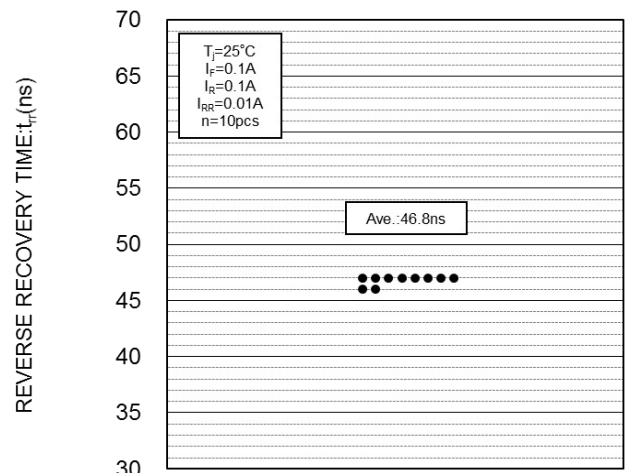 REVERSE RECOVERY TIME:trr(ns)
70
65
60
55
50
45
40
35
30
Tj=25°C
IF=0.1A
IR=0.1A
IRR=0.01A
n=10pcs
Ave.:46.8ns